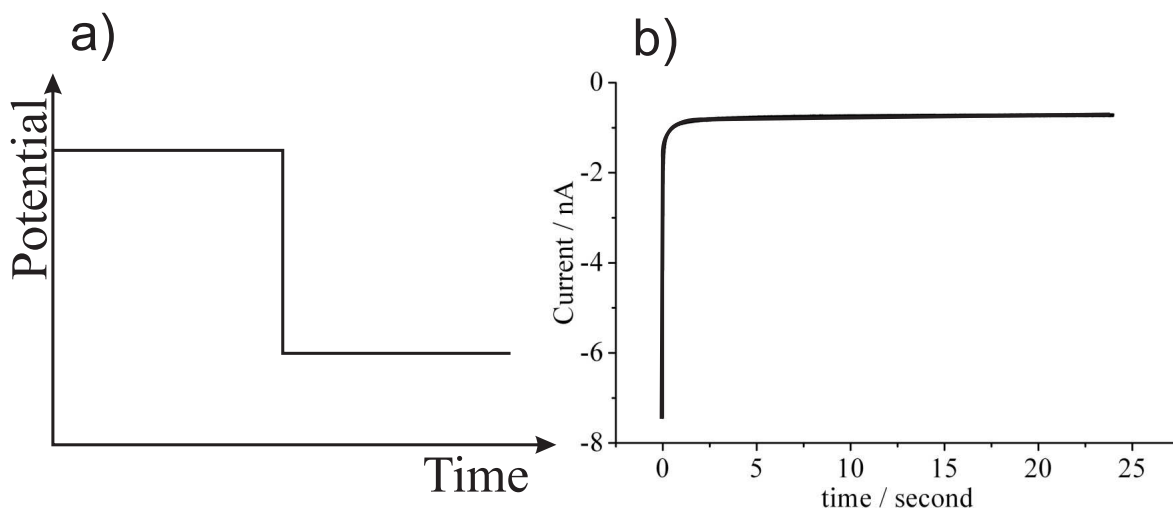 a)
Potential
Time
b)
0
-2
-4
-6
-8
Current / nA
0 5 10 15 20 25
time / second